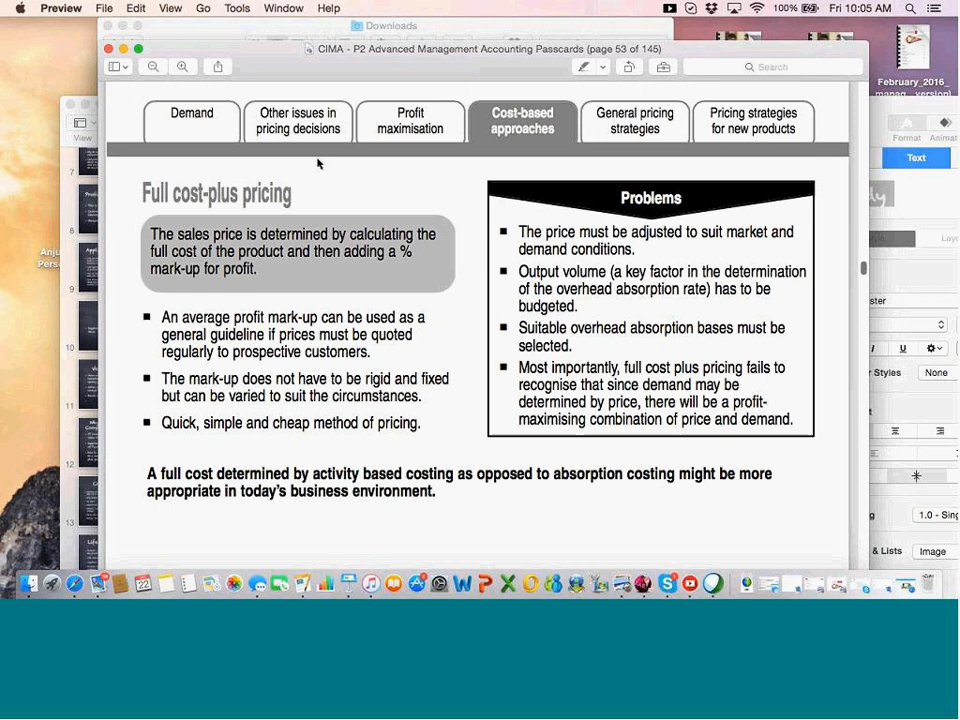 Preview File Edit View Go Tools Window Help 100% Fri 10:05 AM
Downloads
CIMA - P2 Advanced Management Accounting Passcards (page 53 of 145)
Search
February_2016_
View
Format
Text
Demand
Other issues in
pricing decisions
Profit
maximisation
Cost-based
approaches
General pricing
strategies
Pricing strategies
for new products
Full cost-plus pricing
The sales price is determined by calculating the
full cost of the product and then adding a %
mark-up for profit.
■ An average profit mark-up can be used as a
general guideline if prices must be quoted
regularly to prospective customers.
■ The mark-up does not have to be rigid and fixed
but can be varied to suit the circumstances.
■ Quick, simple and cheap method of pricing.
Problems
■ The price must be adjusted to suit market and
demand conditions.
■ Output volume (a key factor in the determination
of the overhead absorption rate) has to be
budgeted.
■ Suitable overhead absorption bases must be
selected.
■ Most importantly, full cost plus pricing fails to
recognise that since demand may be
determined by price, there will be a profit-
maximising combination of price and demand.
A full cost determined by activity based costing as opposed to absorption costing might be more
appropriate in today's business environment.
7
8
9
10
11
12
13
I U
r Styles None
1.0 - Sing
& Lists Image
22